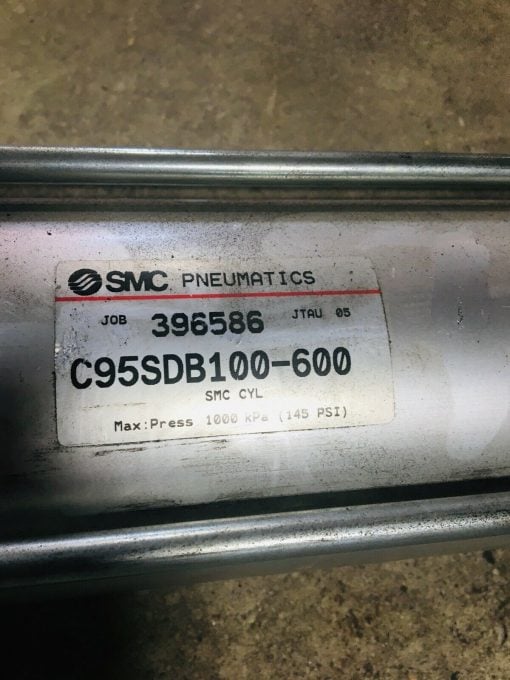 SMC PNEUMATICS
JOB 396586 JTAU 05
C95SDB100-600
SMC CYL
Max:Press 1000 kPa (145 PSI)